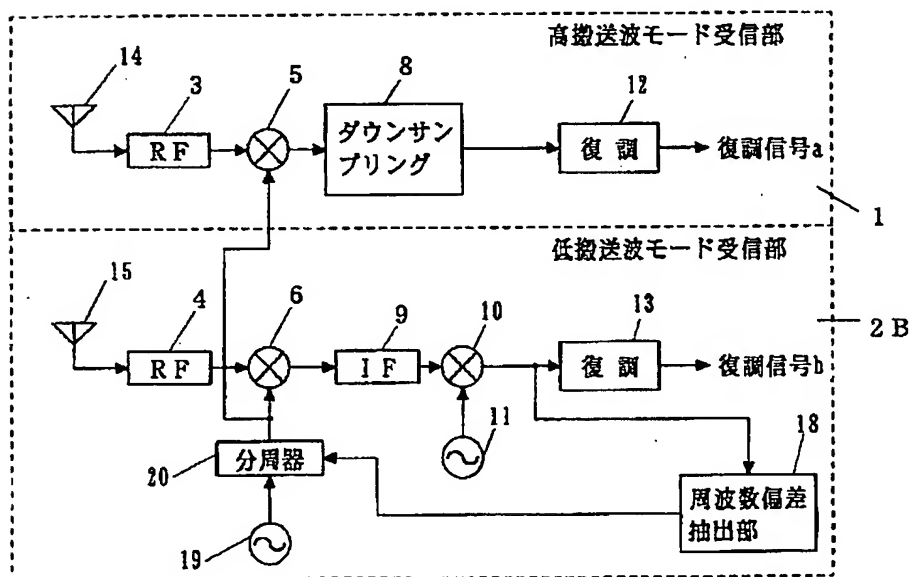 高搬送波モード受信部
14
3
5
8
12
RF
ダウンサン
プリング
復調
復調信号a
1
低搬送波モード受信部
15
4
6
9
10
13
2B
RF
IF
復調
復調信号b
11
18
20
分周器
周波数偏差
抽出部
19